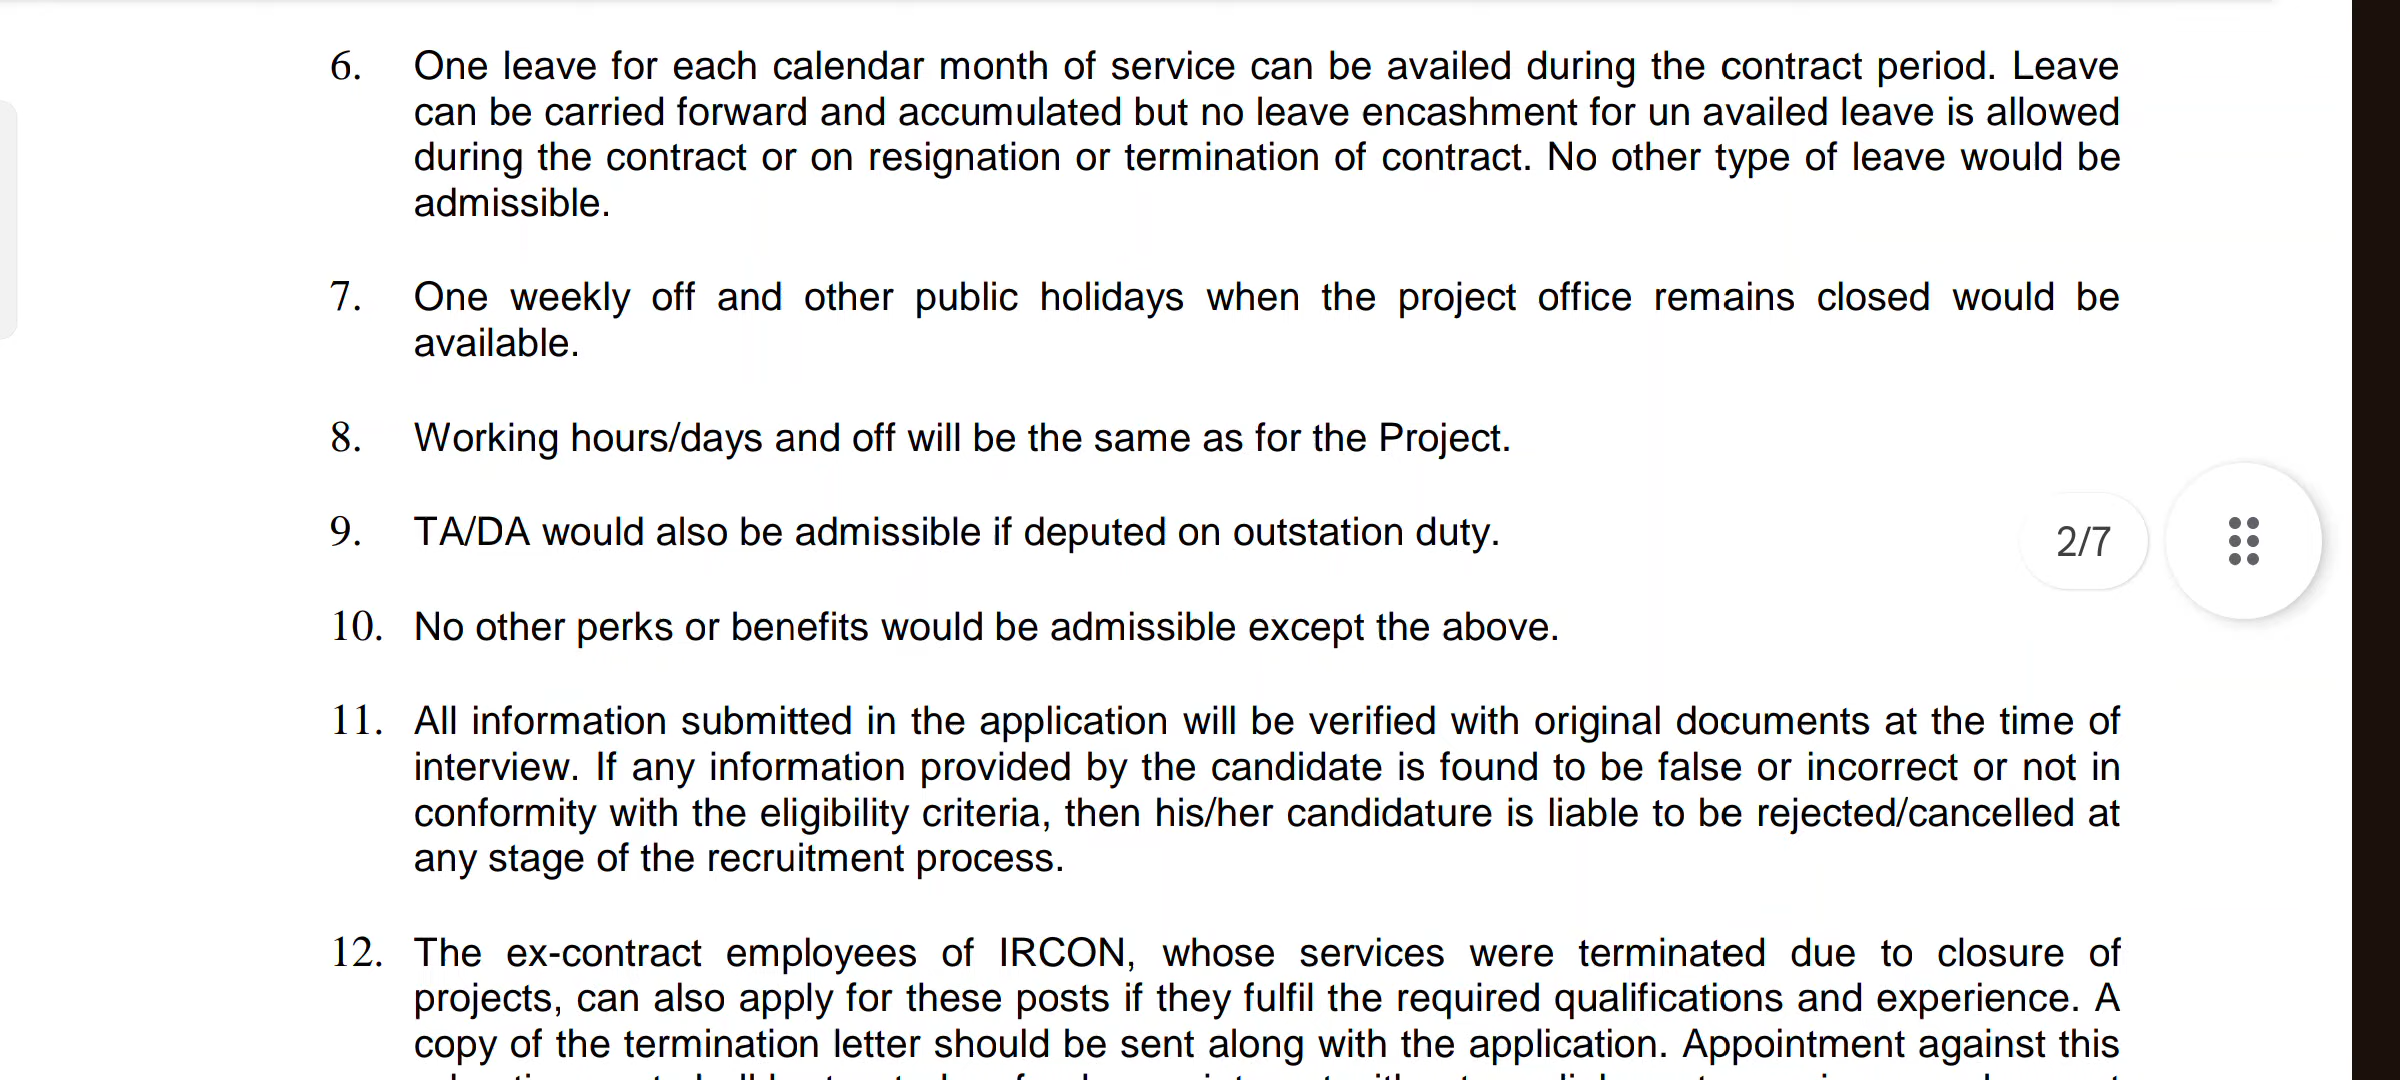 6. One leave for each calendar month of service can be availed during the contract period. Leave
can be carried forward and accumulated but no leave encashment for un availed leave is allowed
during the contract or on resignation or termination of contract. No other type of leave would be
admissible.
7. One weekly off and other public holidays when the project office remains closed would be
available.
8. Working hours/days and off will be the same as for the Project.
9. TA/DA would also be admissible if deputed on outstation duty.
2/7
10. No other perks or benefits would be admissible except the above.
11. All information submitted in the application will be verified with original documents at the time of
interview. If any information provided by the candidate is found to be false or incorrect or not in
conformity with the eligibility criteria, then his/her candidature is liable to be rejected/cancelled at
any stage of the recruitment process.
12. The ex-contract employees of IRCON, whose services were terminated due to closure of
projects, can also apply for these posts if they fulfil the required qualifications and experience. A
copy of the termination letter should be sent along with the application. Appointment against this